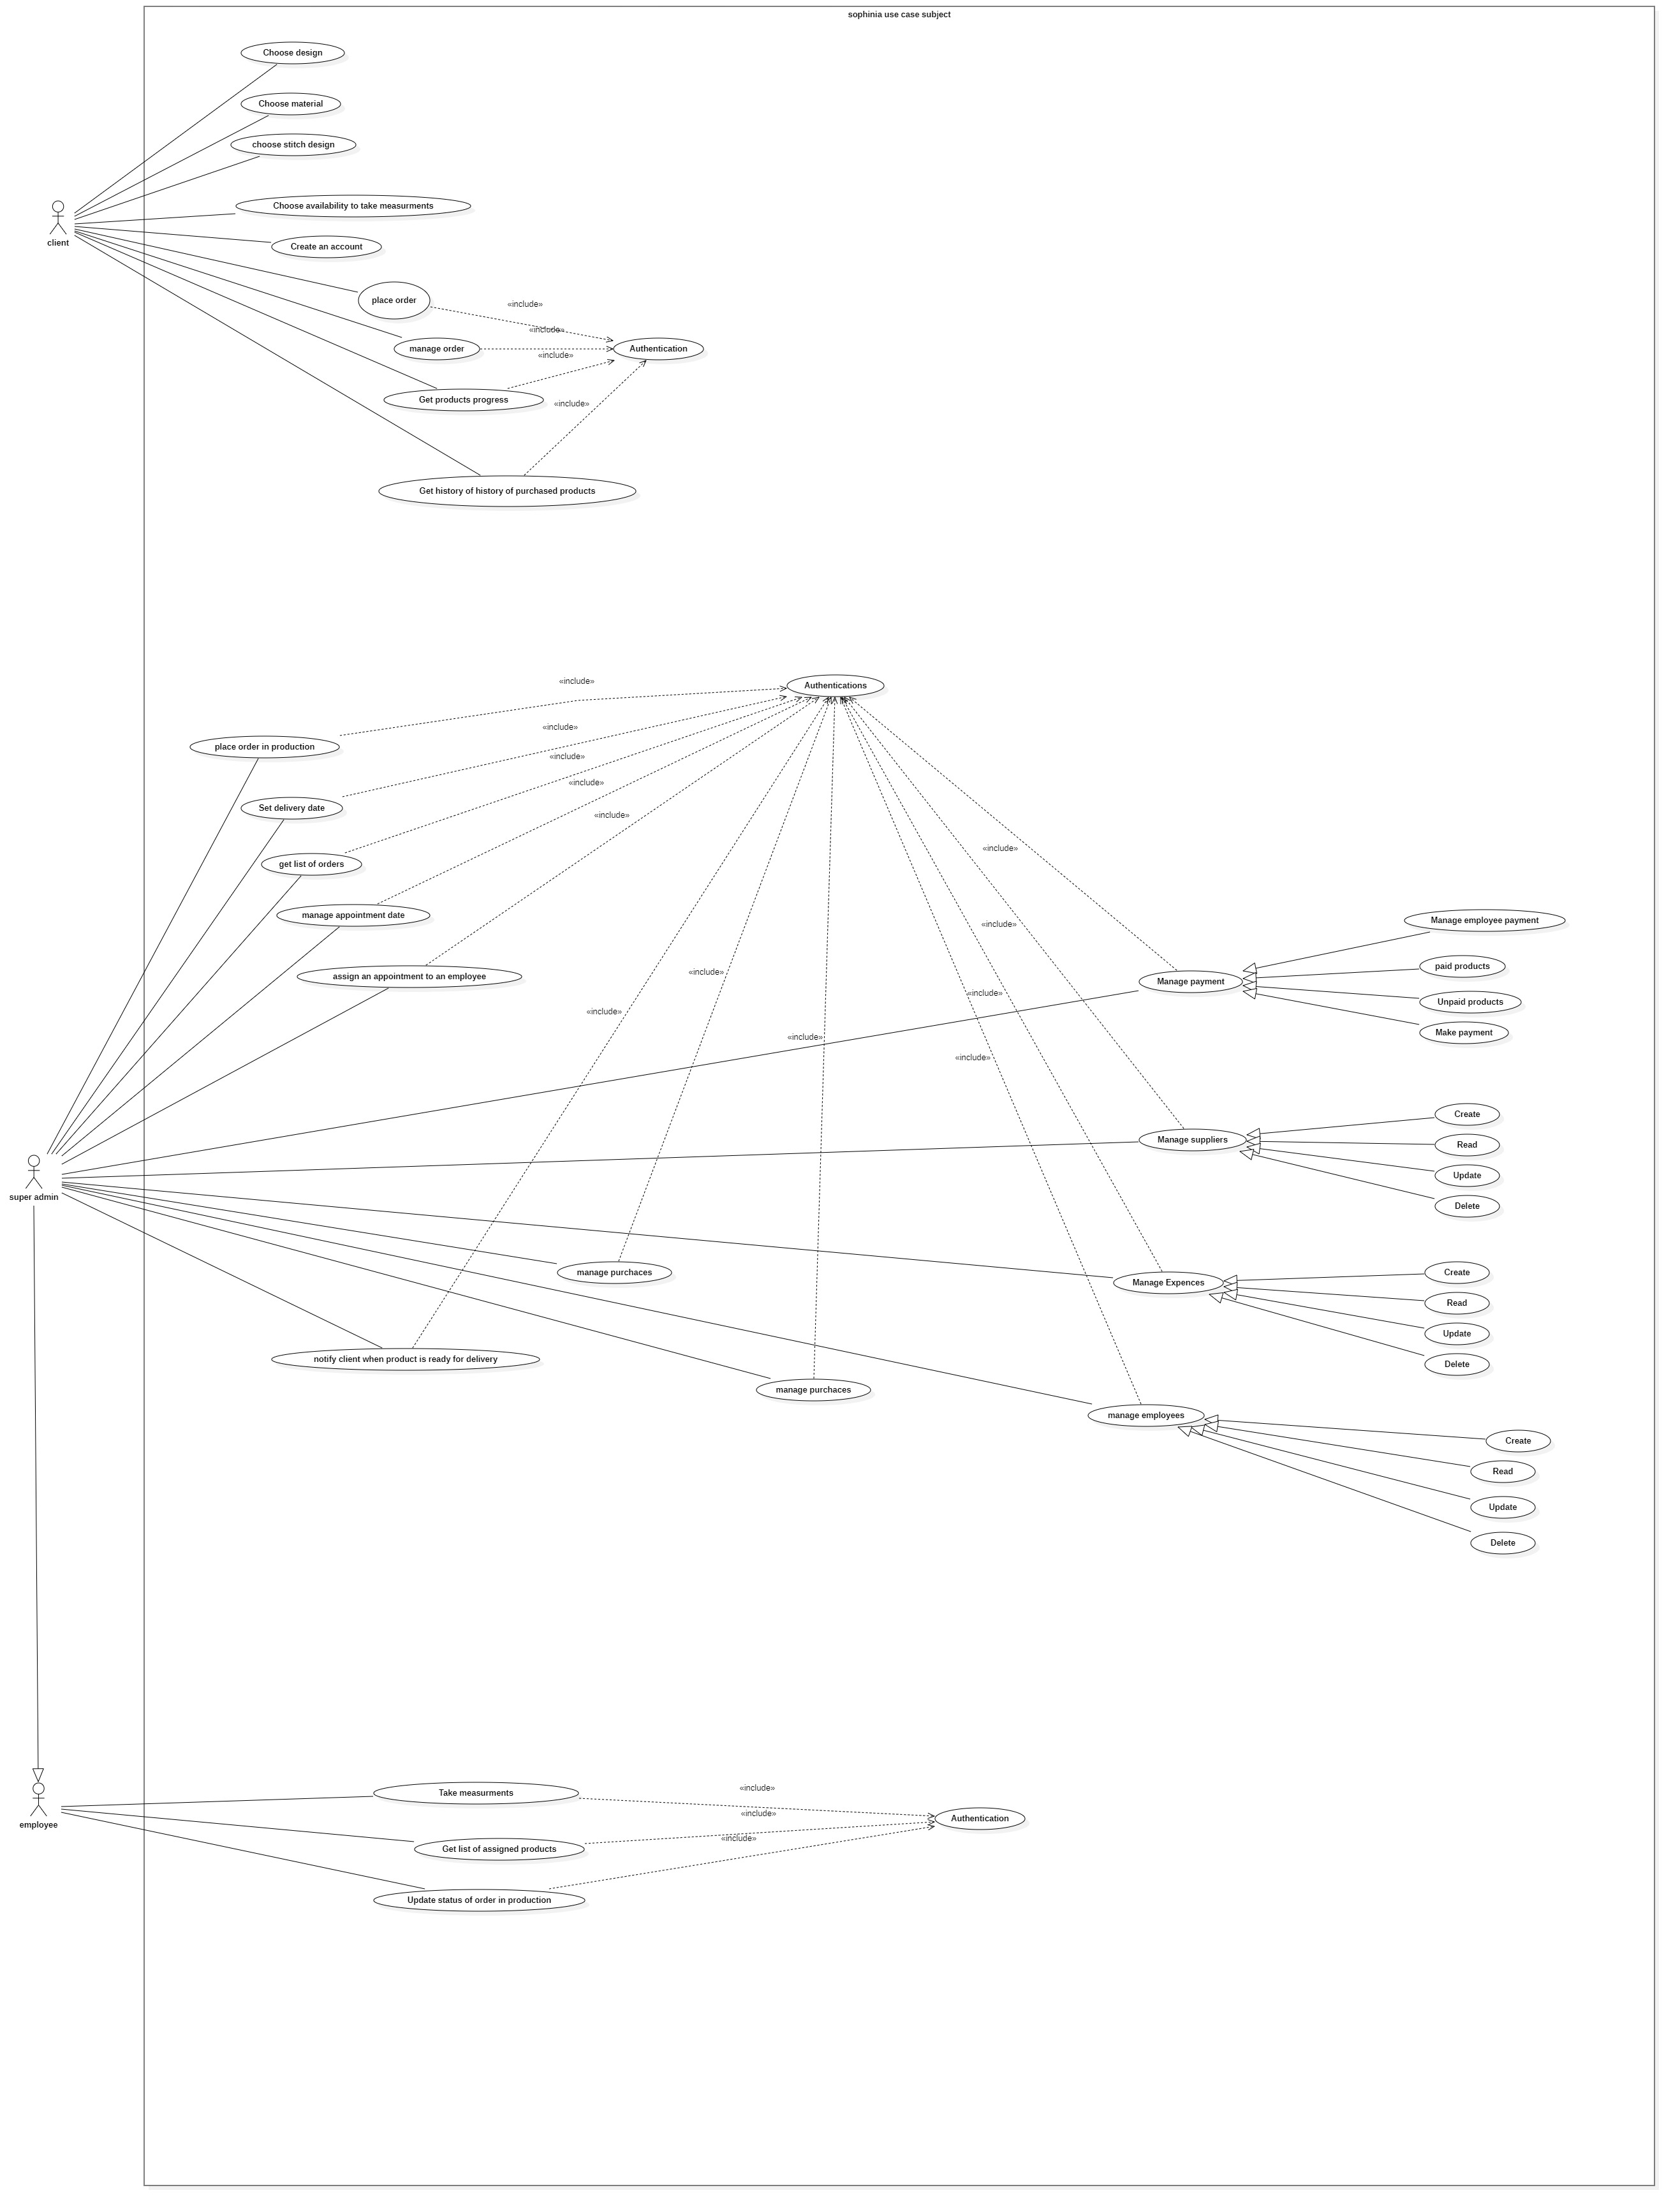 sophinia use case subject
Choose design
Choose material
choose stitch design
Choose availability to take measurments
client
Create an account
place order
«include»
«include»
manage order
Authentication
«include»
Get products progress
«include»
Get history of history of purchased products
«include»
Authentications
«include»
place order in production
«include»
«include»
Set delivery date
«include»
«include»
get list of orders
manage appointment date
Manage employee payment
«include»
paid products
assign an appointment to an employee
«include»
Manage payment
«include»
Unpaid products
«include»
Make payment
«include»
«include»
Create
Manage suppliers
Read
Update
super admin
Delete
manage purchaces
Create
Manage Expences
Read
Update
notify client when product is ready for delivery
Delete
manage purchaces
manage employees
Create
Read
Update
Delete
«include»
Take measurments
«include»
Authentication
employee
«include»
Get list of assigned products
Update status of order in production